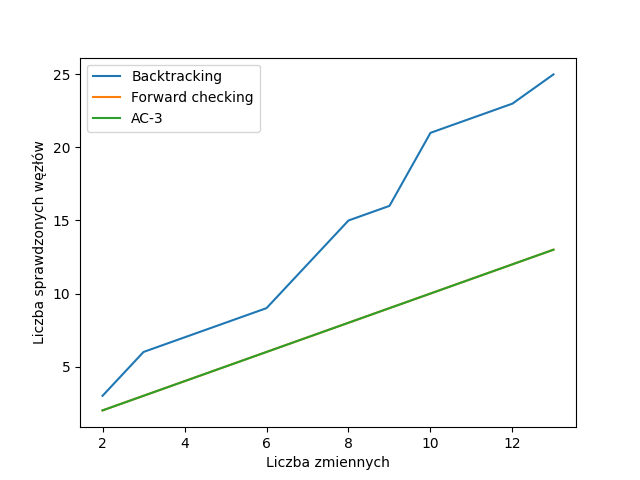 Backtracking
Forward checking
AC-3
25
20
15
10
5
Liczba sprawdzonych węzłów
2 4 6 8 10 12
Liczba zmiennych